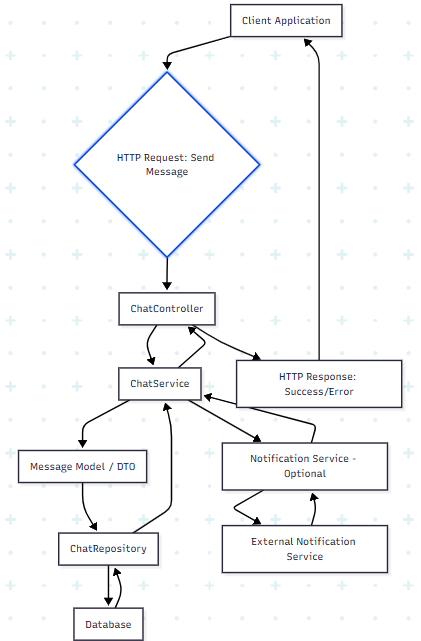 Client Application
HTTP Request: Send
Message
ChatController
HTTP Response:
Success/Error
ChatService
Notification Service -
Optional
Message Model / DTO
External Notification
Service
ChatRepository
Database